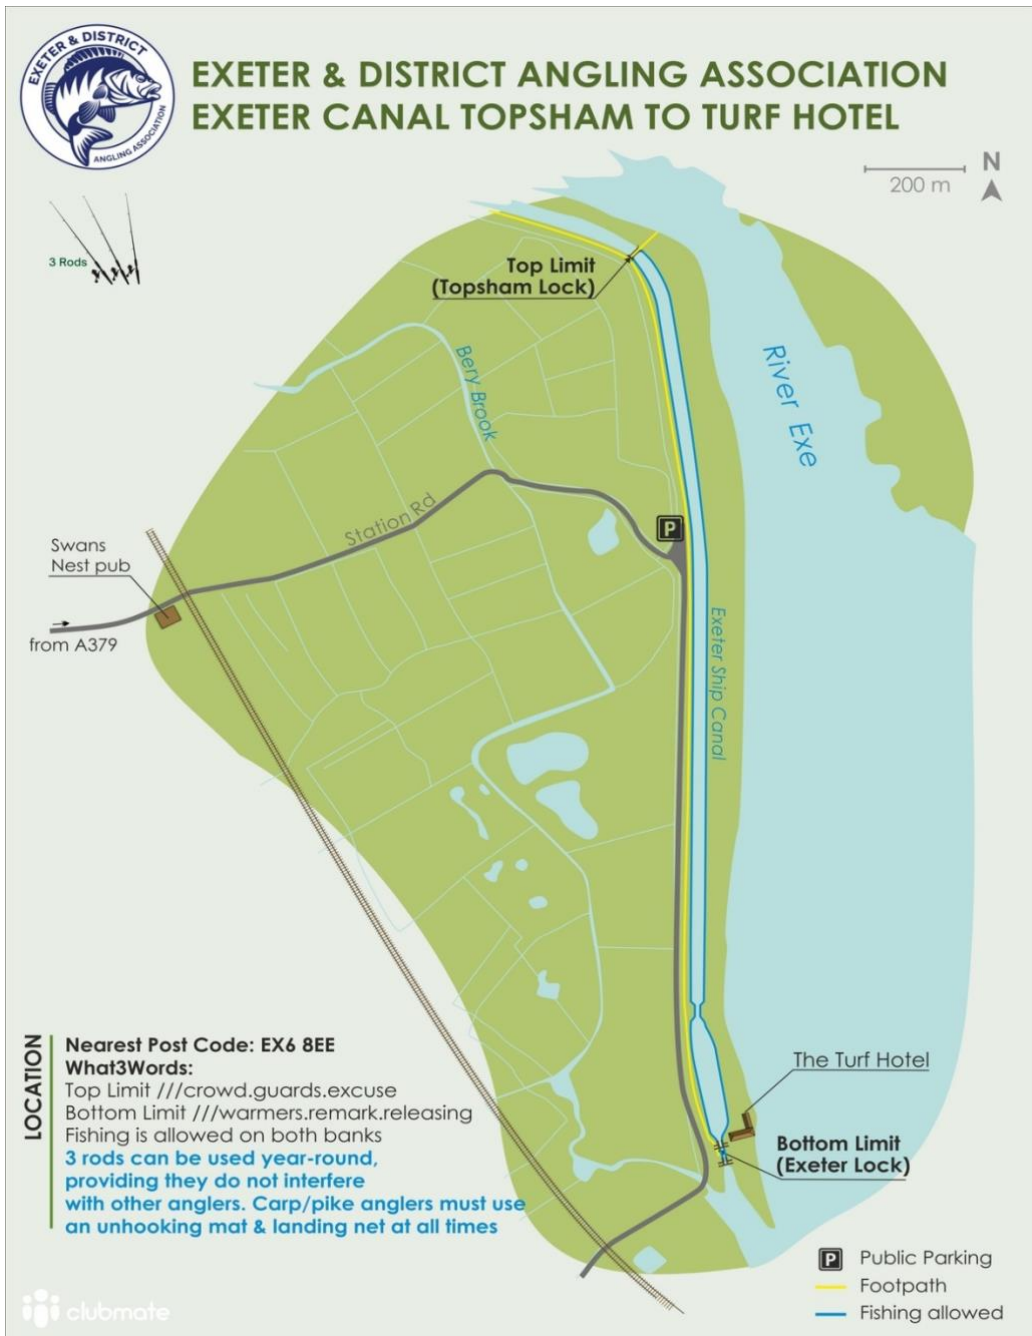 EXETER & DISTRICT
ANGLING ASSOCIATION
EXETER & DISTRICT ANGLING ASSOCIATION
EXETER CANAL TOPSHAM TO TURF HOTEL
N
200 m
3 Rods
Top Limit
(Topsham Lock)
River Exe
Bery Brook
Station Rd
P
Swans
Nest pub
from A379
Exeter Ship Canal
The Turf Hotel
Bottom Limit
(Exeter Lock)
LOCATION
Nearest Post Code: EX6 8EE
What3Words:
Top Limit ///crowd.guards.excuse
Bottom Limit ///warmers.remark.releasing
Fishing is allowed on both banks
3 rods can be used year-round,
providing they do not interfere
with other anglers. Carp/pike anglers must use
an unhooking mat & landing net at all times
P Public Parking
Footpath
Fishing allowed
clubmate